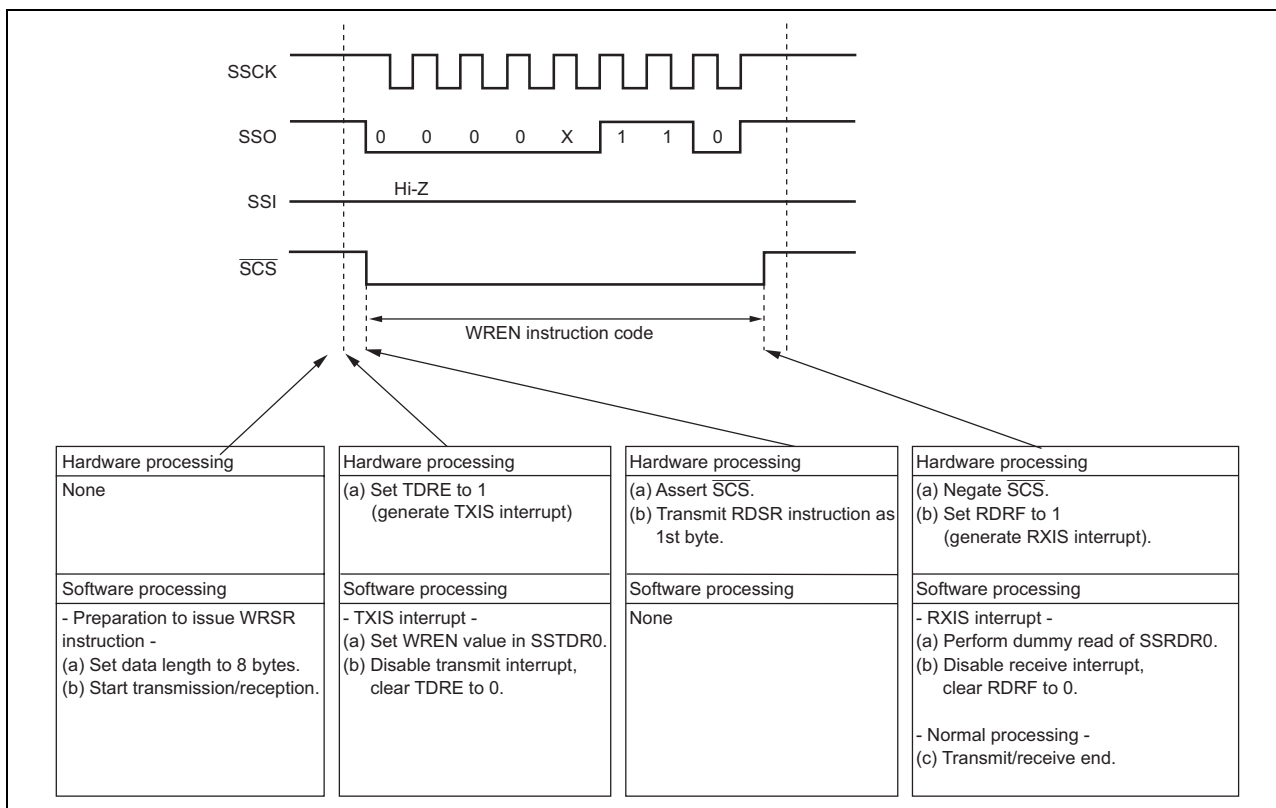 SSCK
SSO
0 0 0 0 X 1 1 0
Hi-Z
SSI
SCS
WREN instruction code
Hardware processing
None
Software processing
- Preparation to issue WRSR
instruction -
(a) Set data length to 8 bytes.
(b) Start transmission/reception.
Hardware processing
(a) Set TDRE to 1
(generate TXIS interrupt)
Software processing
- TXIS interrupt -
(a) Set WREN value in SSTDR0.
(b) Disable transmit interrupt,
clear TDRE to 0.
Hardware processing
(a) Assert SCS.
(b) Transmit RDSR instruction as
1st byte.
Software processing
None
Hardware processing
(a) Negate SCS.
(b) Set RDRF to 1
(generate RXIS interrupt).
Software processing
- RXIS interrupt -
(a) Perform dummy read of SSRDR0.
(b) Disable receive interrupt,
clear RDRF to 0.
- Normal processing -
(c) Transmit/receive end.